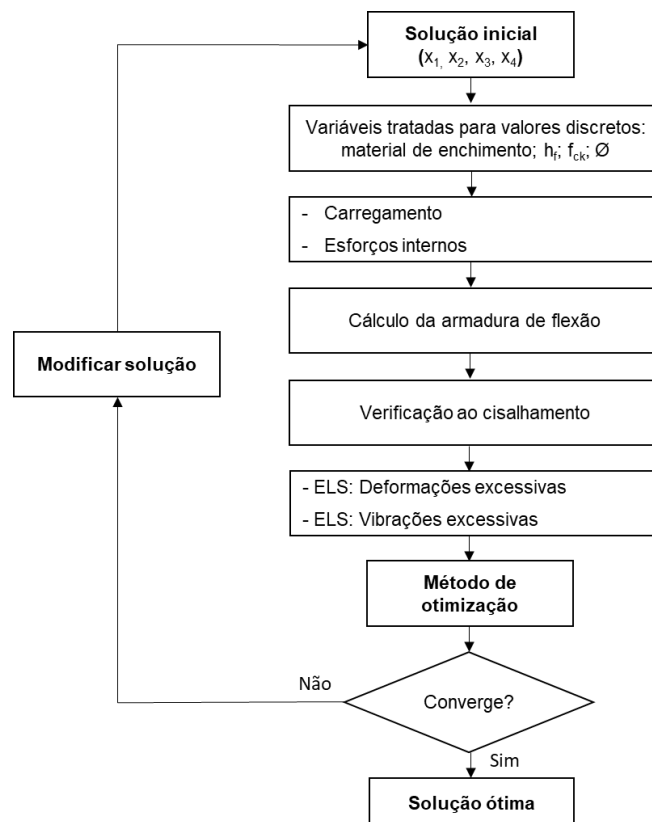 Solução inicial
(x1, x2, x3, x4)
Variáveis tratadas para valores discretos:
material de enchimento; hf; fck; Ø
- Carregamento
- Esforços internos
Cálculo da armadura de flexão
Modificar solução
Verificação ao cisalhamento
- ELS: Deformações excessivas
- ELS: Vibrações excessivas
Método de
otimização
Não
Converge?
Sim
Solução ótima